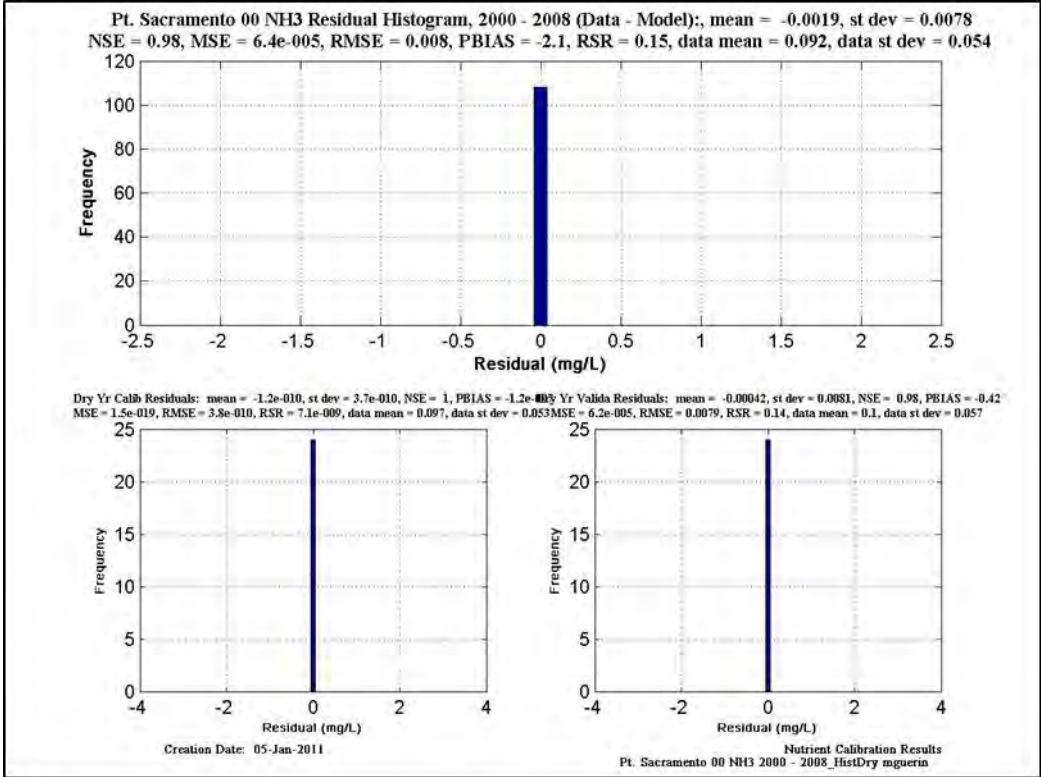 Pt. Sacramento 00 NH3 Residual Histogram, 2000 - 2008 (Data - Model):, mean = -0.0019, st dev = 0.0078
NSE = 0.98, MSE = 6.4e-005, RMSE = 0.008, PBIAS = -2.1, RSR = 0.15, data mean = 0.092, data st dev = 0.054
120
100
80
60
40
20
0
Frequency
-2.5 -2 -1.5 -1 -0.5 0 0.5 1 1.5 2 2.5
Residual (mg/L)
Dry Yr Calib Residuals: mean = -1.2e-010, st dev = 3.7e-010, NSE = 1, PBIAS =
MSE = 1.5e-019, RMSE = 3.8e-010, RSR = 7.1e-009, data mean = 0.097, data st dev = 0.053
Yr Valida Residuals: mean = -0.00042, st dev = 0.0081, NSE = 0.98, PBIAS = -0.42
MSE = 6.2e-005, RMSE = 0.0079, RSR = 0.14, data mean = 0.1, data st dev = 0.057
25
20
15
10
5
0
Frequency
-4 -2 0 2 4
Residual (mg/L)
25
20
15
10
5
0
Frequency
-4 -2 0 2 4
Residual (mg/L)
Creation Date: 05-Jan-2011
Nutrient Calibration Results
Pt. Sacramento 00 NH3 2000 - 2008_HistDry mguerin